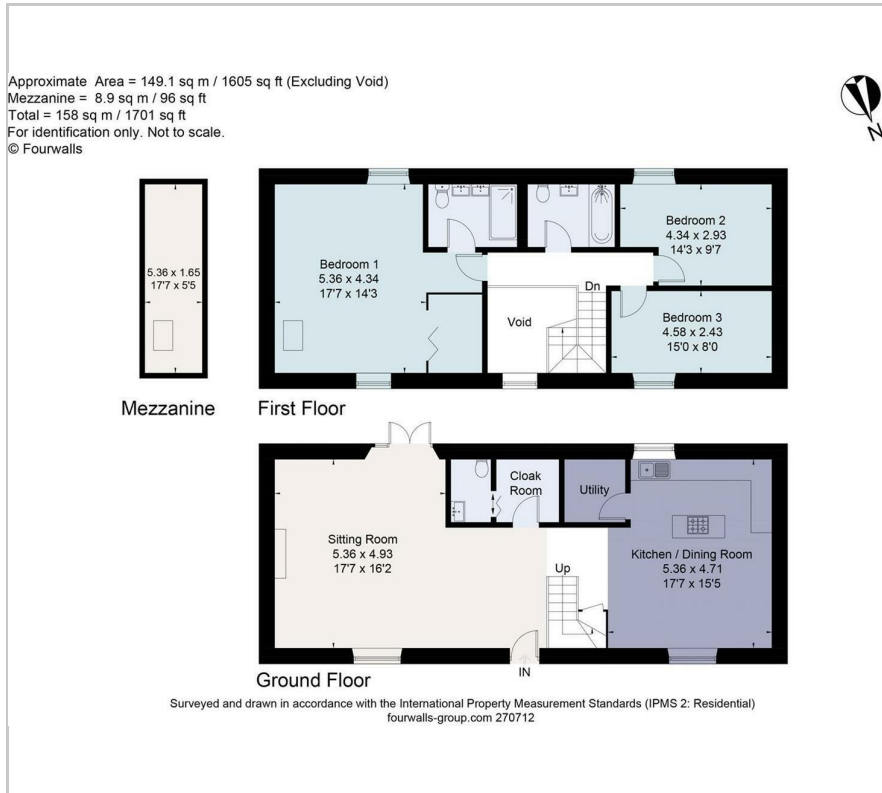 Approximate Area = 149.1 sq m / 1605 sq ft (Excluding Void)
Mezzanine = 8.9 sq m / 96 sq ft
Total = 158 sq m / 1701 sq ft
For identification only. Not to scale.
© Fourwalls
N
5.36 x 1.65
17'7 x 5'5
Mezzanine
Bedroom 1
5.36 x 4.34
17'7 x 14'3
Bedroom 2
4.34 x 2.93
14'3 x 9'7
Dn
Void
Bedroom 3
4.58 x 2.43
15'0 x 8'0
First Floor
Cloak
Room
Utility
Sitting Room
5.36 x 4.93
17'7 x 16'2
Up
Kitchen / Dining Room
5.36 x 4.71
17'7 x 15'5
IN
Ground Floor
Surveyed and drawn in accordance with the International Property Measurement Standards (IPMS 2: Residential)
fourwalls-group.com 270712